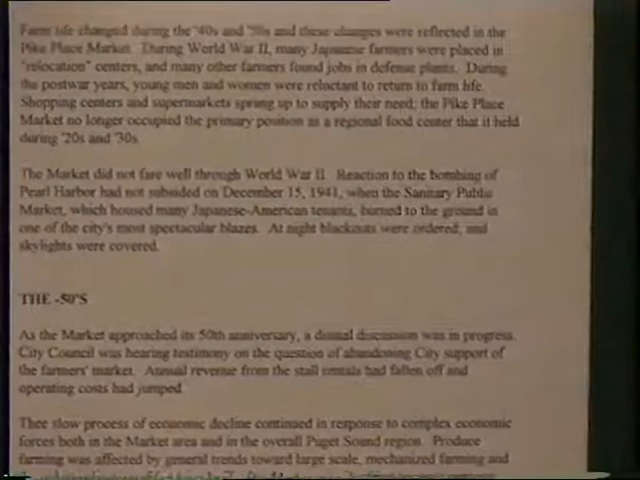 Farm life changed during the '40s and '50s and these changes were reflected in the
Pike Place Market. During World War II, many Japanese farmers were placed in
"relocation" centers, and many other farmers found jobs in defense plants. During
the postwar years, young men and women were reluctant to return to farm life.
Shopping centers and supermarkets sprung up to supply their need; the Pike Place
Market no longer occupied the primary position as a regional food center that it held
during '20s and '30s.
The Market did not fare well through World War II. Reaction to the bombing of
Pearl Harbor had not subsided on December 15, 1941, when the Sanitary Public
Market, which housed many Japanese-American tenants, burned to the ground in
one of the city's most spectacular blazes. At night blackouts were ordered, and
skylights were covered.
THE -50'S
As the Market approached its 50th anniversary, a dismal discussion was in progress.
City Council was hearing testimony on the question of abandoning City support of
the farmers' market. Annual revenue from the stall rentals had fallen off and
operating costs had jumped.
Thee slow process of economic decline continued in response to complex economic
forces both in the Market area and in the overall Puget Sound region. Produce
farming was affected by general trends toward large scale, mechanized farming and